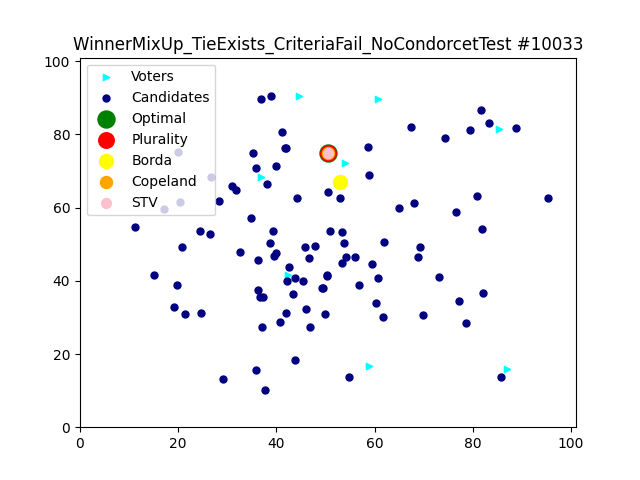 WinnerMixUp_TieExists_CriteriaFail_NoCondorcetTest #10033
100
80
60
40
20
0
Voters
Candidates
Optimal
Plurality
Borda
Copeland
STV
0 20 40 60 80 100